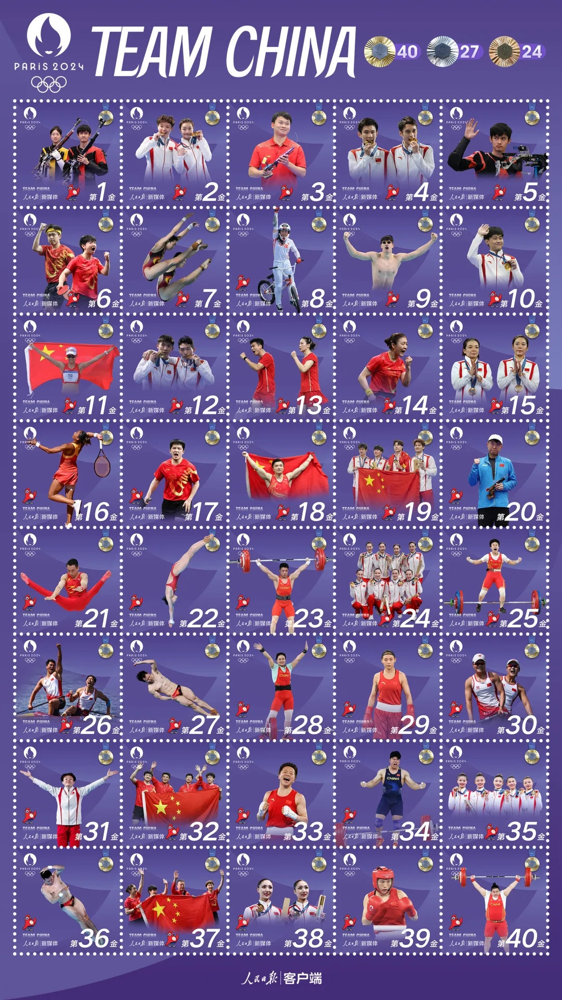 PARIS 2024
TEAM CHINA
40
27
24
PARIS 2024
TEAM CHINA
人民日报|新媒体
第1金
PARIS 2024
TEAM CHINA
人民日报|新媒体
第2金
PARIS 2024
TEAM CHINA
人民日报|新媒体
第3金
PARIS 2024
TEAM CHINA
人民日报|新媒体
第4金
PARIS 2024
TEAM CHINA
人民日报|新媒体
第5金
PARIS 2024
TEAM CHINA
人民日报|新媒体
第6金
PARIS 2024
TEAM CHINA
人民日报|新媒体
第7金
PARIS 2024
TEAM CHINA
人民日报|新媒体
第8金
PARIS 2024
TEAM CHINA
人民日报|新媒体
第9金
PARIS 2024
TEAM CHINA
人民日报|新媒体
第10金
PARIS 2024
112
TEAM CHINA
人民日报|新媒体
第11金
PARIS 2024
TEAM CHINA
人民日报|新媒体
第12金
PARIS 2024
TEAM CHINA
人民日报|新媒体
第13金
PARIS 2024
TEAM CHINA
人民日报|新媒体
第14金
PARIS 2024
TEAM CHINA
人民日报|新媒体
第15金
PARIS 2024
TEAM CHINA
人民日报|新媒体
第16金
PARIS 2024
TEAM CHINA
人民日报|新媒体
第17金
PARIS 2024
TEAM CHINA
人民日报|新媒体
第18金
PARIS 2024
TEAM CHINA
人民日报|新媒体
第19金
PARIS 2024
TEAM CHINA
人民日报|新媒体
第20金
PARIS 2024
TEAM CHINA
人民日报|新媒体
第21金
PARIS 2024
TEAM CHINA
人民日报|新媒体
第22金
PARIS 2024
CHINA
TEAM CHINA
人民日报|新媒体
第23金
PARIS 2024
TEAM CHINA
人民日报|新媒体
第24金
PARIS 2024
CHINA
TEAM CHINA
人民日报|新媒体
第25金
PARIS 2024
TEAM CHINA
人民日报|新媒体
第26金
PARIS 2024
TEAM CHINA
人民日报|新媒体
第27金
PARIS 2024
CHINA
TEAM CHINA
人民日报|新媒体
第28金
PARIS 2024
TEAM CHINA
人民日报|新媒体
第29金
PARIS 2024
TEAM CHINA
人民日报|新媒体
第30金
PARIS 2024
TEAM CHINA
人民日报|新媒体
第31金
PARIS 2024
TEAM CHINA
人民日报|新媒体
第32金
PARIS 2024
TEAM CHINA
人民日报|新媒体
第33金
PARIS 2024
CHINA
TEAM CHINA
人民日报|新媒体
第34金
PARIS 2024
TEAM CHINA
人民日报|新媒体
第35金
PARIS 2024
TEAM CHINA
人民日报|新媒体
第36金
PARIS 2024
TEAM CHINA
人民日报|新媒体
第37金
PARIS 2024
TEAM CHINA
人民日报|新媒体
第38金
PARIS 2024
TEAM CHINA
人民日报|新媒体
第39金
PARIS 2024
CHINA
TEAM CHINA
人民日报|新媒体
第40金
人民日报|客户端